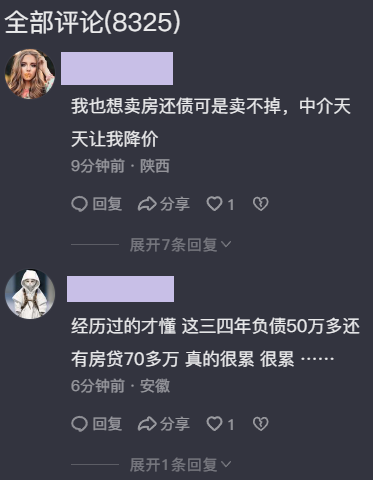 全部评论(8325)
我也想卖房还债可是卖不掉，中介天
天让我降价
9分钟前 · 陕西
回复 分享 1
展开7条回复
经历过的才懂 这三四年负债50万多还
有房贷70多万 真的很累 很累 ……
6分钟前 · 安徽
回复 分享 1
展开1条回复